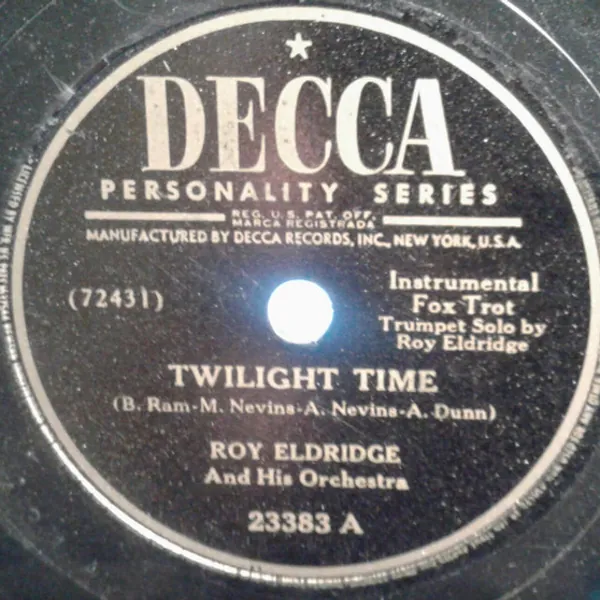 DECCA
PERSONALITY SERIES
REG. U.S. PAT. OFF.
MARCA REGISTRADA
MANUFACTURED BY DECCA RECORDS, INC., NEW YORK, U.S.A.
(72431)
Instrumental
Fox Trot
Trumpet Solo by
Roy Eldridge
TWILIGHT TIME
(B. Ram-M. Nevins-A. Nevins-A. Dunn)
ROY ELDRIDGE
And His Orchestra
23383 A